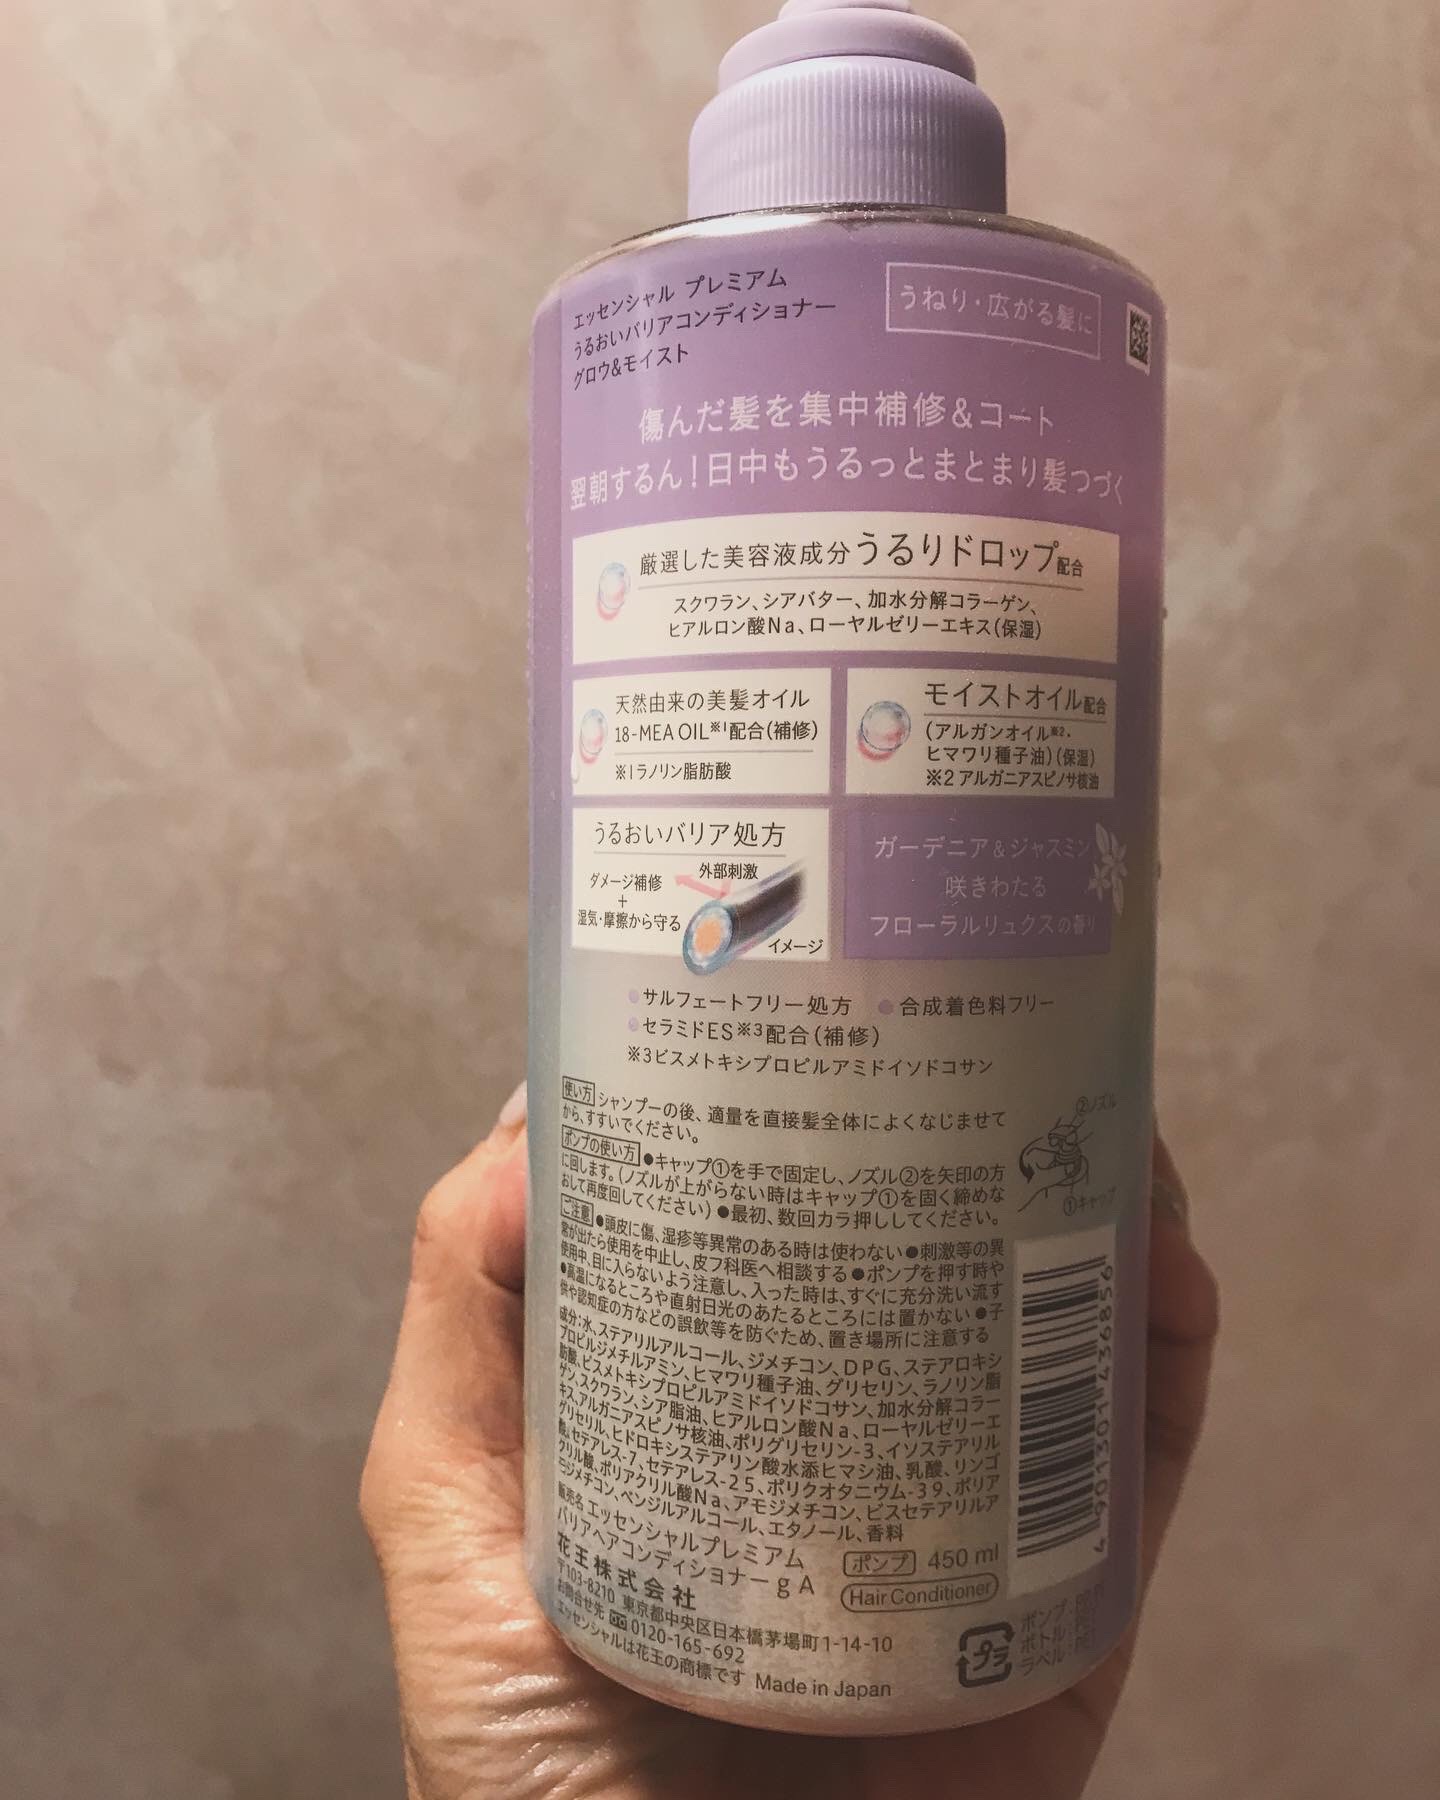 エッセンシャル プレミアム
うるおいバリアコンディショナー
グロウ&モイスト
うねり・広がる髪に
傷んだ髪を集中補修&コート
翌朝するん!日中もうるっとまとまり髪つづく
厳選した美容液成分うるりドロップ配合
スクワラン、シアバター、加水分解コラーゲン、
ヒアルロン酸Na、ローヤルゼリーエキス(保湿)
天然由来の美髪オイル
18-MEA OIL※1配合(補修)
※1ラノリン脂肪酸
モイストオイル配合
(アルガンオイル※2・
ヒマワリ種子油)(保湿)
※2アルガニアスピノサ核油
うるおいバリア処方
ダメージ補修
+
湿気・摩擦から守る
外部刺激
イメージ
ガーデニア&ジャスミン
咲きわたる
フローラルリュクスの香り
サルフェートフリー処方 合成着色料フリー
セラミドES※3配合(補修)
※3ビスメトキシプロピルアミドイソドコサン
使い方 シャンプーの後、適量を直接髪全体によくなじませて
から、すすいでください。
ポンプの使い方 ●キャップ①を手で固定し、ノズル②を矢印の方
に回します。(ノズルが上がらない時はキャップ①を固く締めな
おして再度回してください) ●最初、数回カラ押ししてください。
②ノズル
①キャップ
ご注意 ●頭皮に傷、湿疹等異常のある時は使わない●刺激等の異
常が出たら使用を中止し、皮フ科医へ相談する●ポンプを押す時や
使用中、目に入らないよう注意し、入った時は、すぐに充分洗い流す
●高温になるところや直射日光のあたるところには置かない●子
供や認知症の方などの誤飲等を防ぐため、置き場所に注意する
成分:水、ステアリルアルコール、ジメチコン、DPG、ステアロキシ
プロピルジメチルアミン、ヒマワリ種子油、グリセリン、ラノリン脂
肪酸、ビスメトキシプロピルアミドイソドコサン、加水分解コラー
ゲン、スクワラン、シア脂油、ヒアルロン酸Na、ローヤルゼリーエ
キス、アルガニアスピノサ核油、ポリグリセリン-3、イソステアリル
グリセリル、ヒドロキシステアリン酸水添ヒマシ油、乳酸、リンゴ
酸、セテアレス-7、セテアレス-25、ポリクオタニウム-39、ポリア
クリル酸、ポリアクリル酸Na、アモジメチコン、ビスセテアリルア
モジメチコン、ベンジルアルコール、エタノール、香料
販売名 エッセンシャルプレミアム
バリアヘアコンディショナーg A
花王株式会社
〒103-8210 東京都中央区日本橋茅場町1-14-10
お問合せ先 0120-165-692
エッセンシャルは花王の商標です Made in Japan
ポンプ 450 ml
Hair Conditioner
4 901301 436856
プラ
ポンプ:PP,PE
ボトル:
ラベル:PET